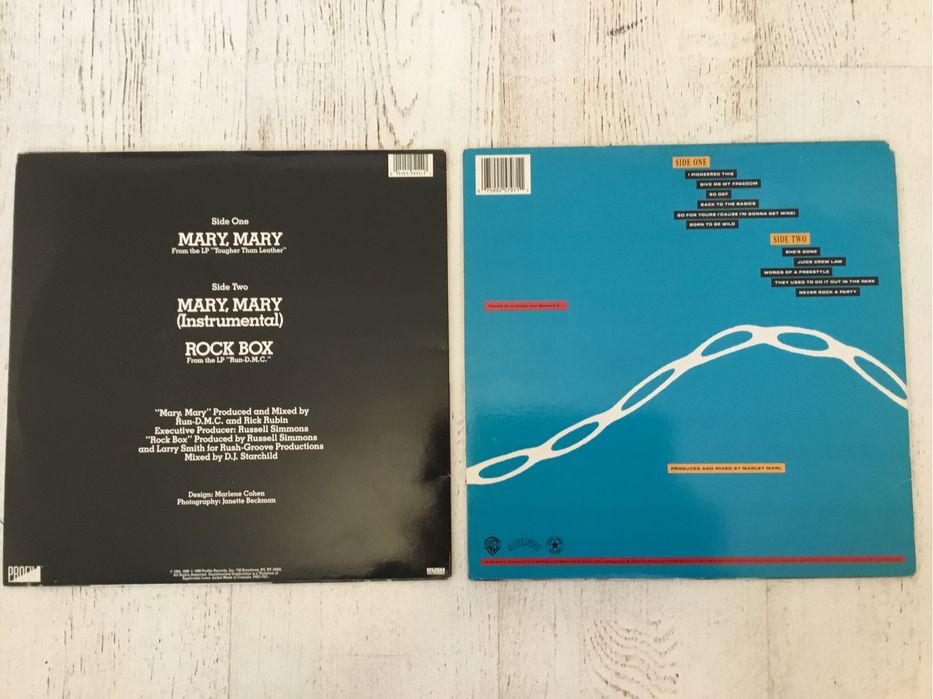 Side One
MARY, MARY
From the LP "Tougher Than Leather"
Side Two
MARY, MARY
(Instrumental)
ROCK BOX
From the LP "Run-D.M.C."
"Mary, Mary" Produced and Mixed by
Run-D.M.C. and Rick Rubin
Executive Producer: Russell Simmons
"Rock Box" Produced by Russell Simmons
and Larry Smith for Rush-Groove Productions
Mixed by D.J. Starchild
Design: Marlene Cohen
Photography: Janette Beckman
RUSH
SIDE ONE
I PIONEERED THIS
GIVE ME MY FREEDOM
SO DEF
BACK TO THE BASICS
GO FOR YOURS ('CAUSE I'M GONNA GET MINE)
BORN TO BE WILD
SIDE TWO
SHE'S GONE
JUICE CREW LAW
WORDS OF A FREESTYLE
THEY USED TO DO IT OUT IN THE PARK
NEVER ROCK A PARTY
PRODUCED AND MIXED BY MARLEY MARL